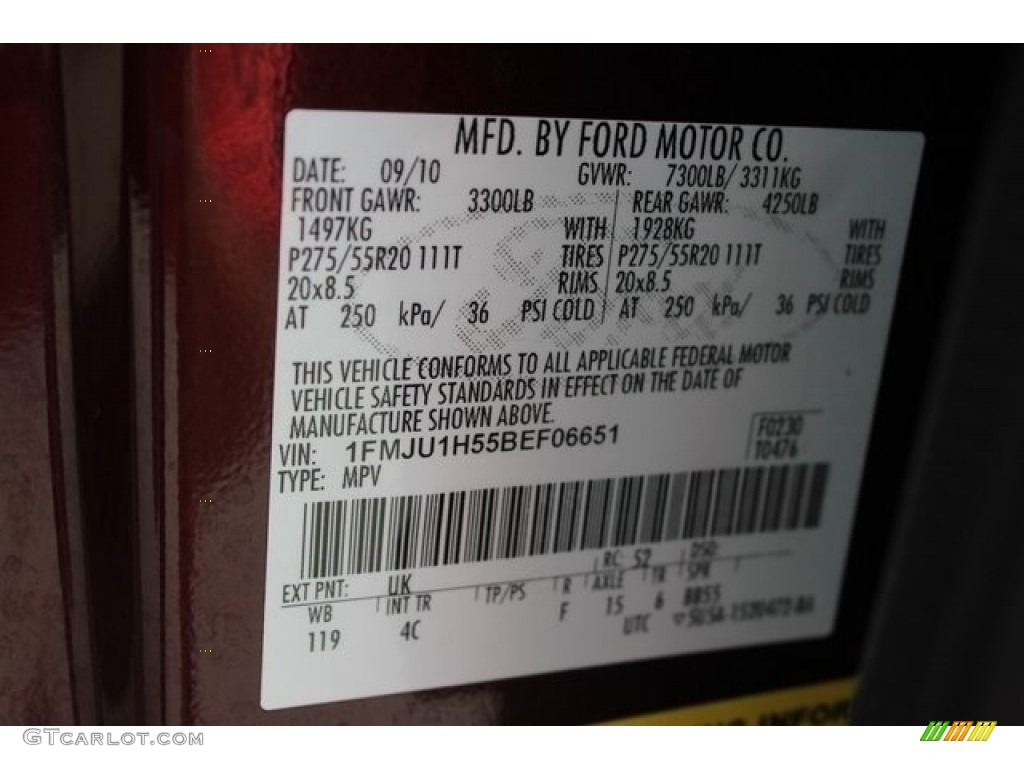 MFD. BY FORD MOTOR CO.
DATE: 09/10 GVWR: 7300LB/ 3311KG
FRONT GAWR: 3300LB REAR GAWR: 4250LB
1497KG WITH 1928KG WITH
P275/55R20 111T TIRES P275/55R20 111T TIRES
20x8.5 RIMS 20x8.5 RIMS
AT 250 kPa/ 36 PSI COLD AT 250 kPa/ 36 PSI COLD
THIS VEHICLE CONFORMS TO ALL APPLICABLE FEDERAL MOTOR
VEHICLE SAFETY STANDARDS IN EFFECT ON THE DATE OF
MANUFACTURE SHOWN ABOVE.
VIN: 1FMJU1H55BEF06651 F0230
TYPE: MPV T0476
EXT PNT: UK RC: 52 DSO:
WB INT TR TP/PS R AXLE TR SPR
119 4C F 15 6 BB55
UTC
GTcarlot.com